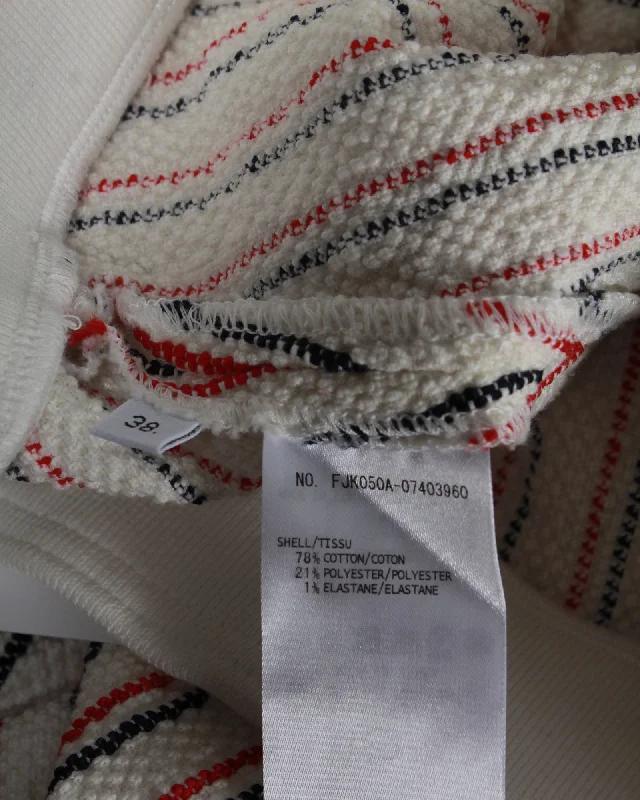 38.
NO. FJK050A-07403960
SHELL/TISSU
78% COTTON/COTON
21% POLYESTER/POLYESTER
1% ELASTANE/ELASTANE